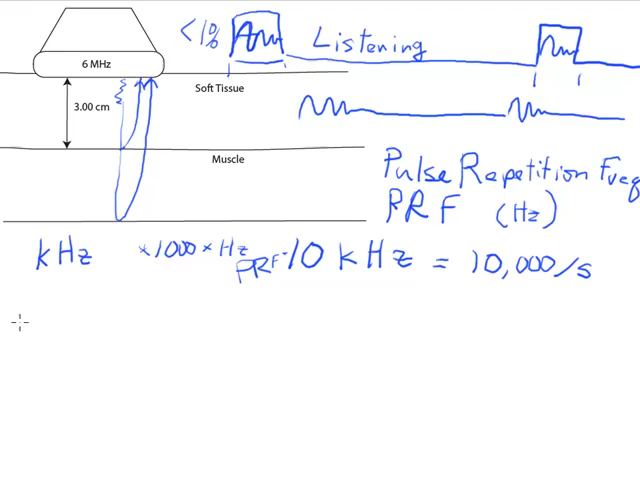 <1%
Listening
6 MHz
Soft Tissue
3.00 cm
Muscle
Pulse Repetition Freq
PRF (Hz)
kHz × 1000 × Hz
PRF = 10 kHz = 10,000/s